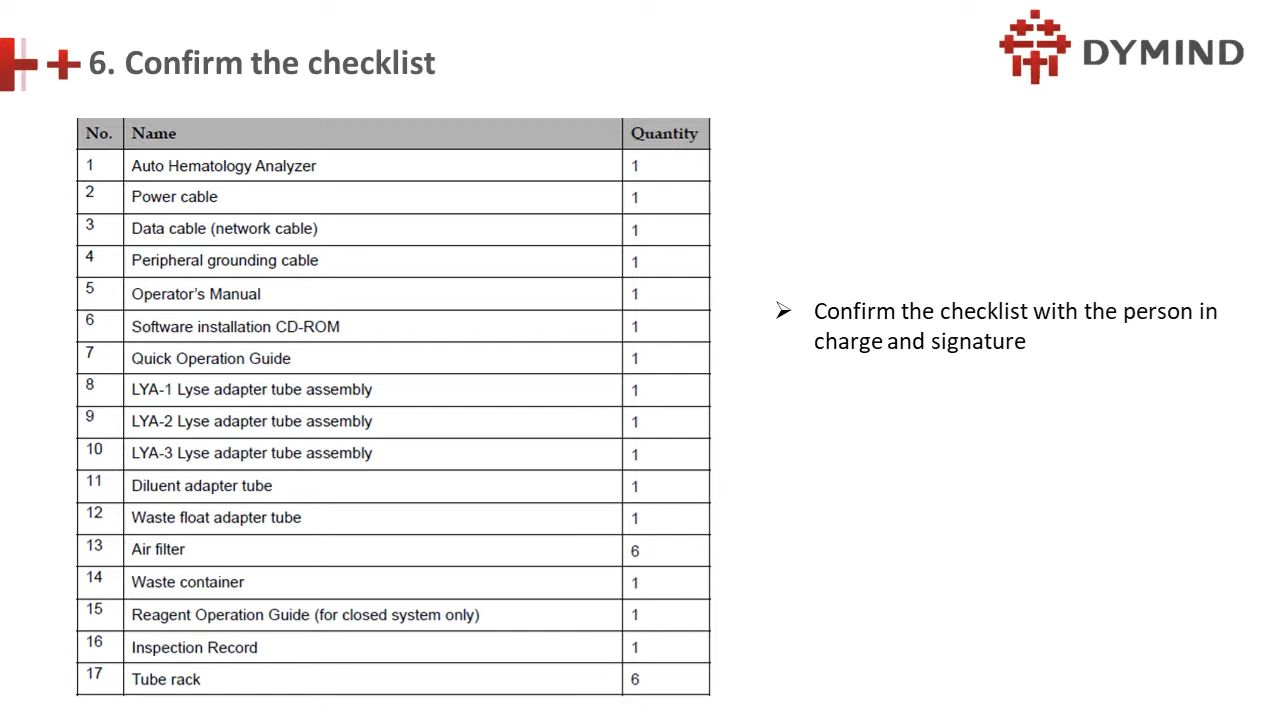 6. Confirm the checklist
DYMIND
No. Name Quantity
1 Auto Hematology Analyzer 1
2 Power cable 1
3 Data cable (network cable) 1
4 Peripheral grounding cable 1
5 Operator's Manual 1
6 Software installation CD-ROM 1
7 Quick Operation Guide 1
8 LYA-1 Lyse adapter tube assembly 1
9 LYA-2 Lyse adapter tube assembly 1
10 LYA-3 Lyse adapter tube assembly 1
11 Diluent adapter tube 1
12 Waste float adapter tube 1
13 Air filter 6
14 Waste container 1
15 Reagent Operation Guide (for closed system only) 1
16 Inspection Record 1
17 Tube rack 6
➢ Confirm the checklist with the person in
charge and signature